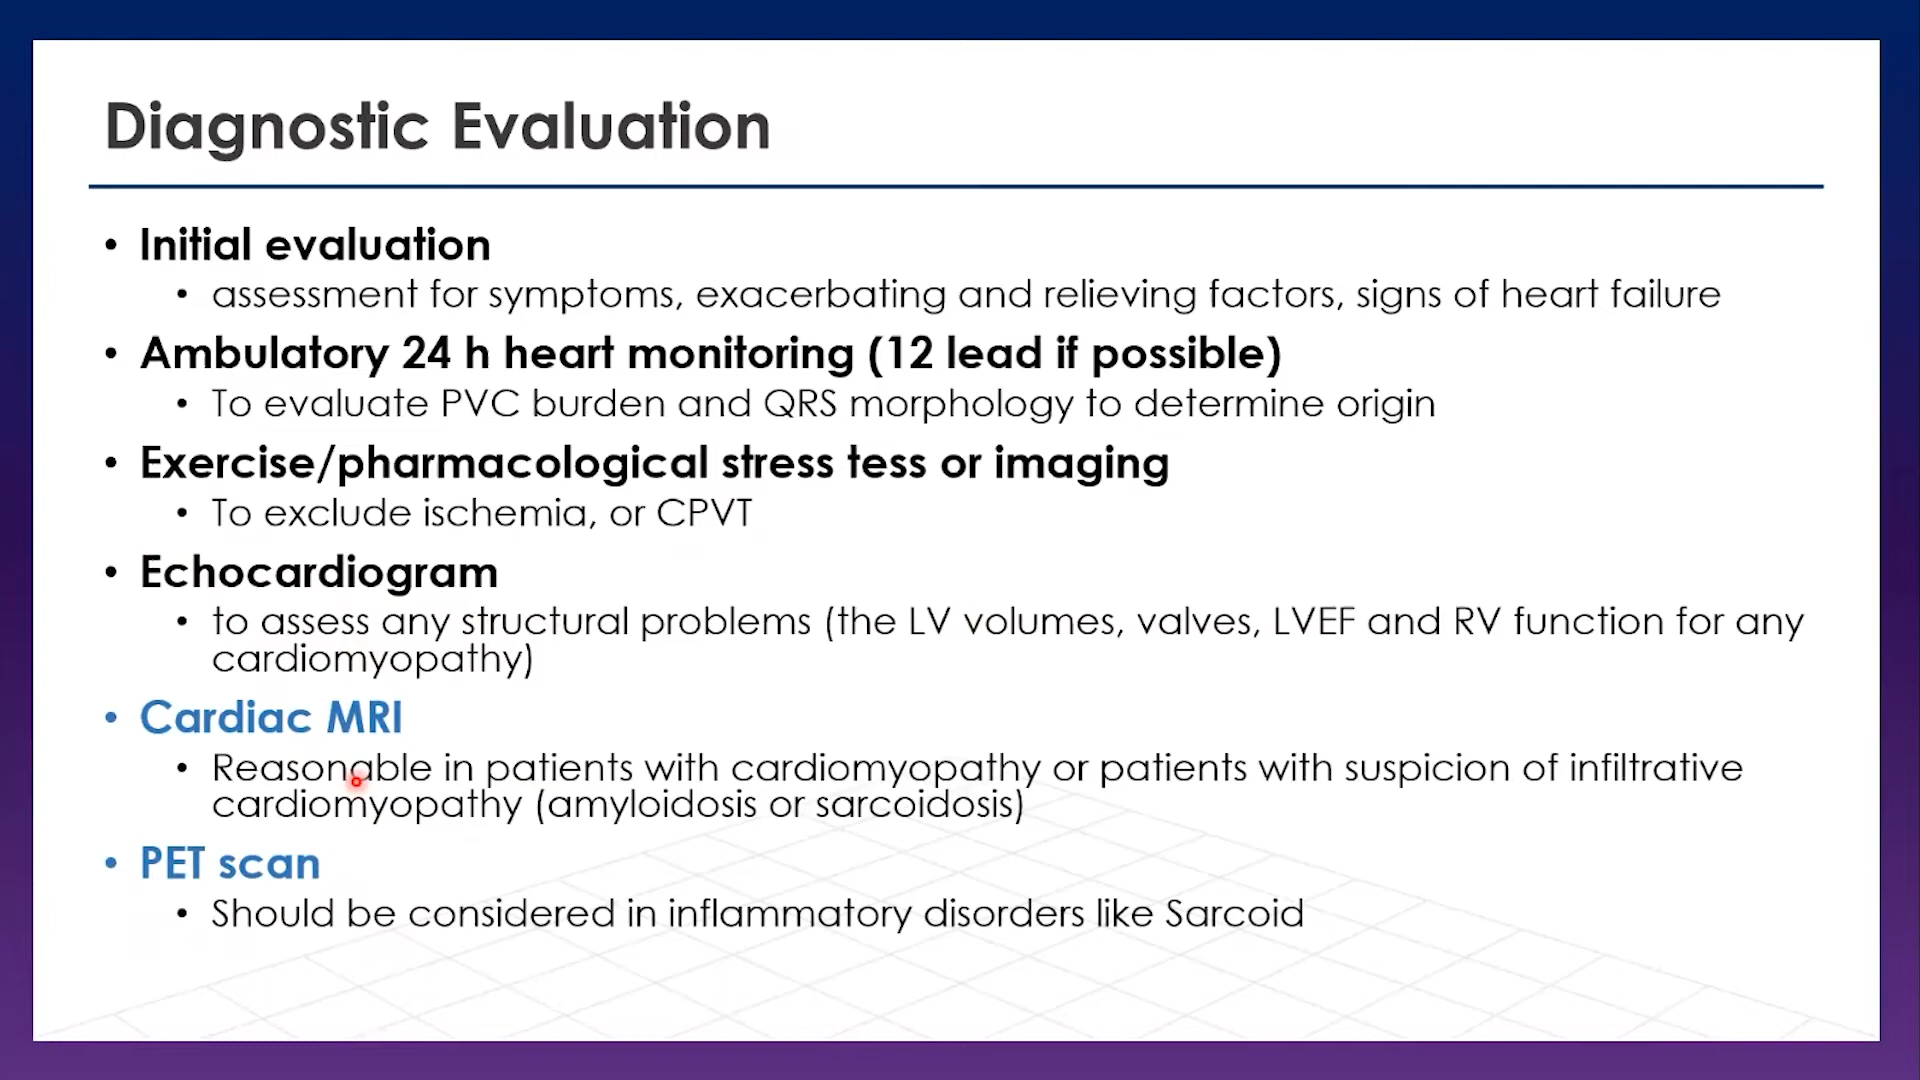 Diagnostic Evaluation
• Initial evaluation
• assessment for symptoms, exacerbating and relieving factors, signs of heart failure
• Ambulatory 24 h heart monitoring (12 lead if possible)
• To evaluate PVC burden and QRS morphology to determine origin
• Exercise/pharmacological stress tess or imaging
• To exclude ischemia, or CPVT
• Echocardiogram
• to assess any structural problems (the LV volumes, valves, LVEF and RV function for any
cardiomyopathy)
• Cardiac MRI
• Reasonable in patients with cardiomyopathy or patients with suspicion of infiltrative
cardiomyopathy (amyloidosis or sarcoidosis)
• PET scan
• Should be considered in inflammatory disorders like Sarcoid